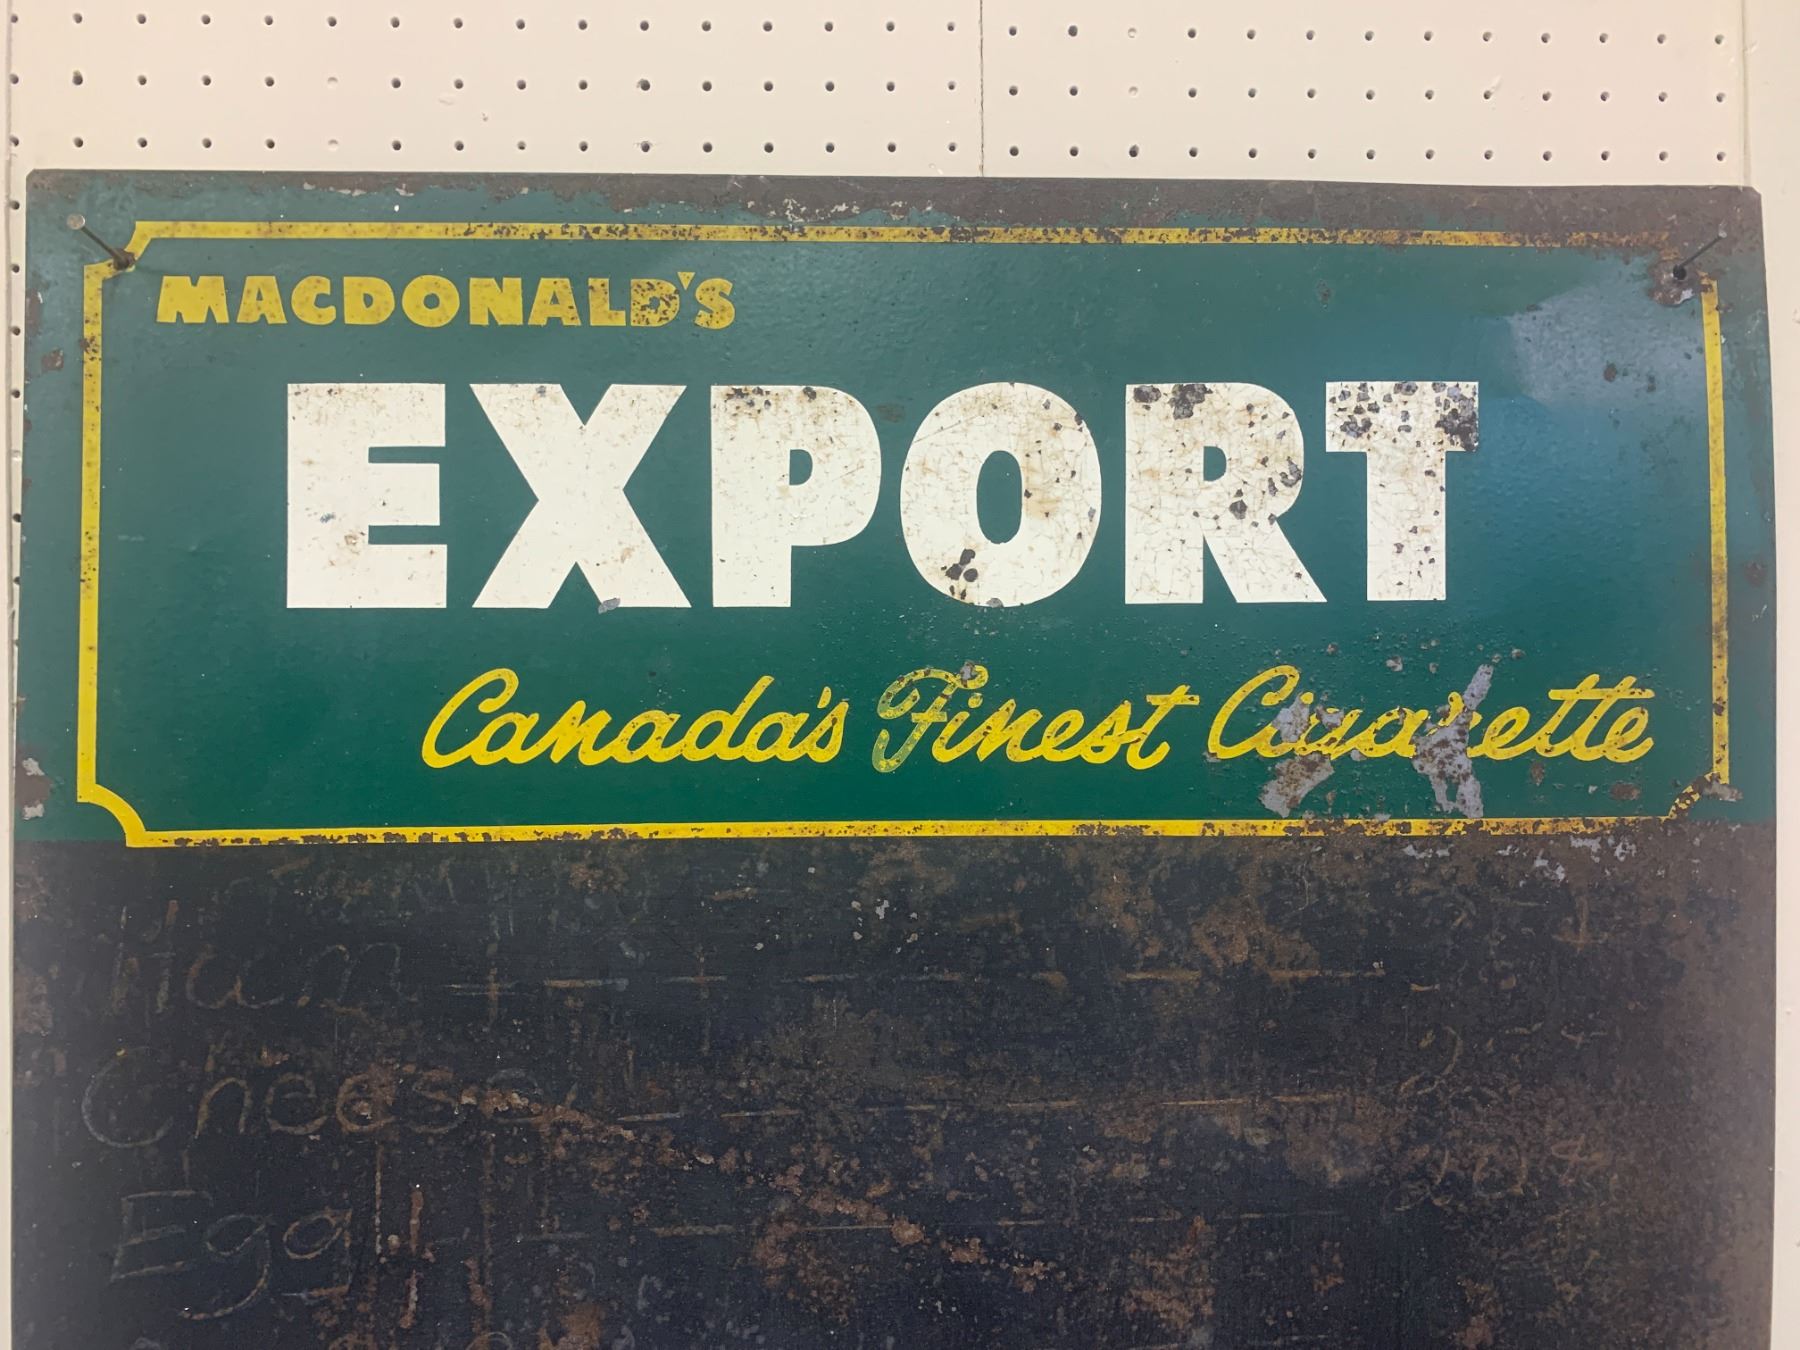 MACDONALD'S
EXPORT
Canada's Finest Cigarette
Ham
Cheese
Egg